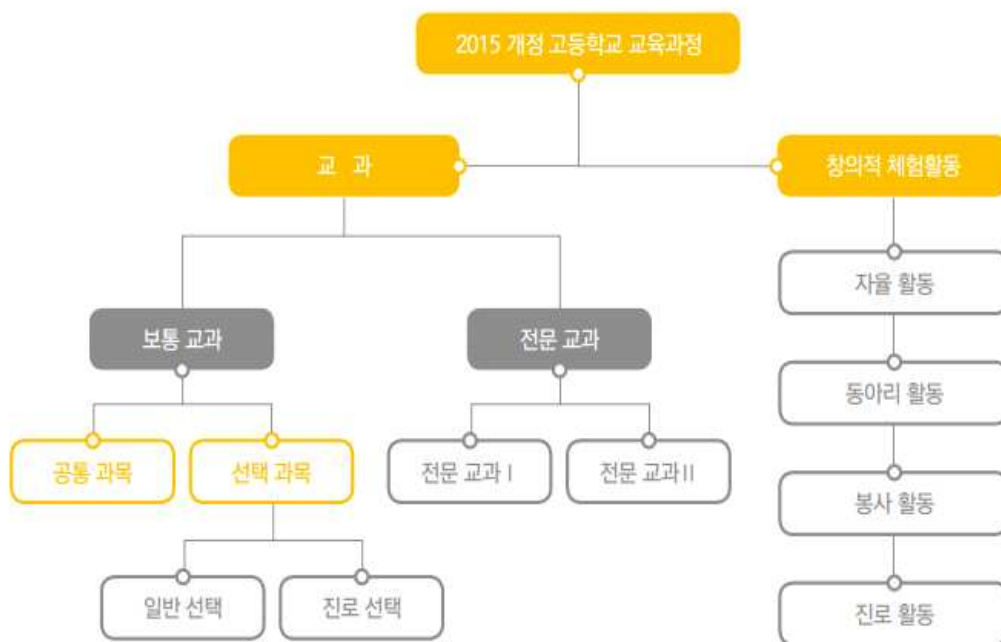 2015 개정 고등학교 교육과정
교 과
창의적 체험활동
자율 활동
보통 교과
전문 교과
동아리 활동
공통 과목
선택 과목
전문 교과 I
전문 교과 II
봉사 활동
일반 선택
진로 선택
진로 활동